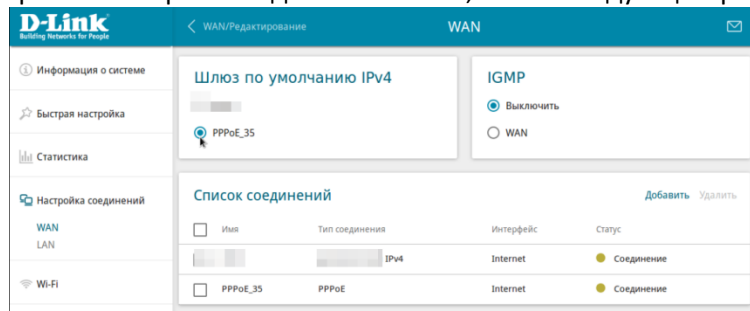 D-Link
Building Networks for People
WAN/Редактирование
WAN
Информация о системе
Быстрая настройка
Статистика
Настройка соединений
WAN
LAN
Wi-Fi
Шлюз по умолчанию IPv4
PPPoE_35
IGMP
Выключить
WAN
Список соединений
Добавить Удалить
Имя Тип соединения Интерфейс Статус
IPv4 Internet Соединение
PPPoE_35 PPPoE Internet Соединение